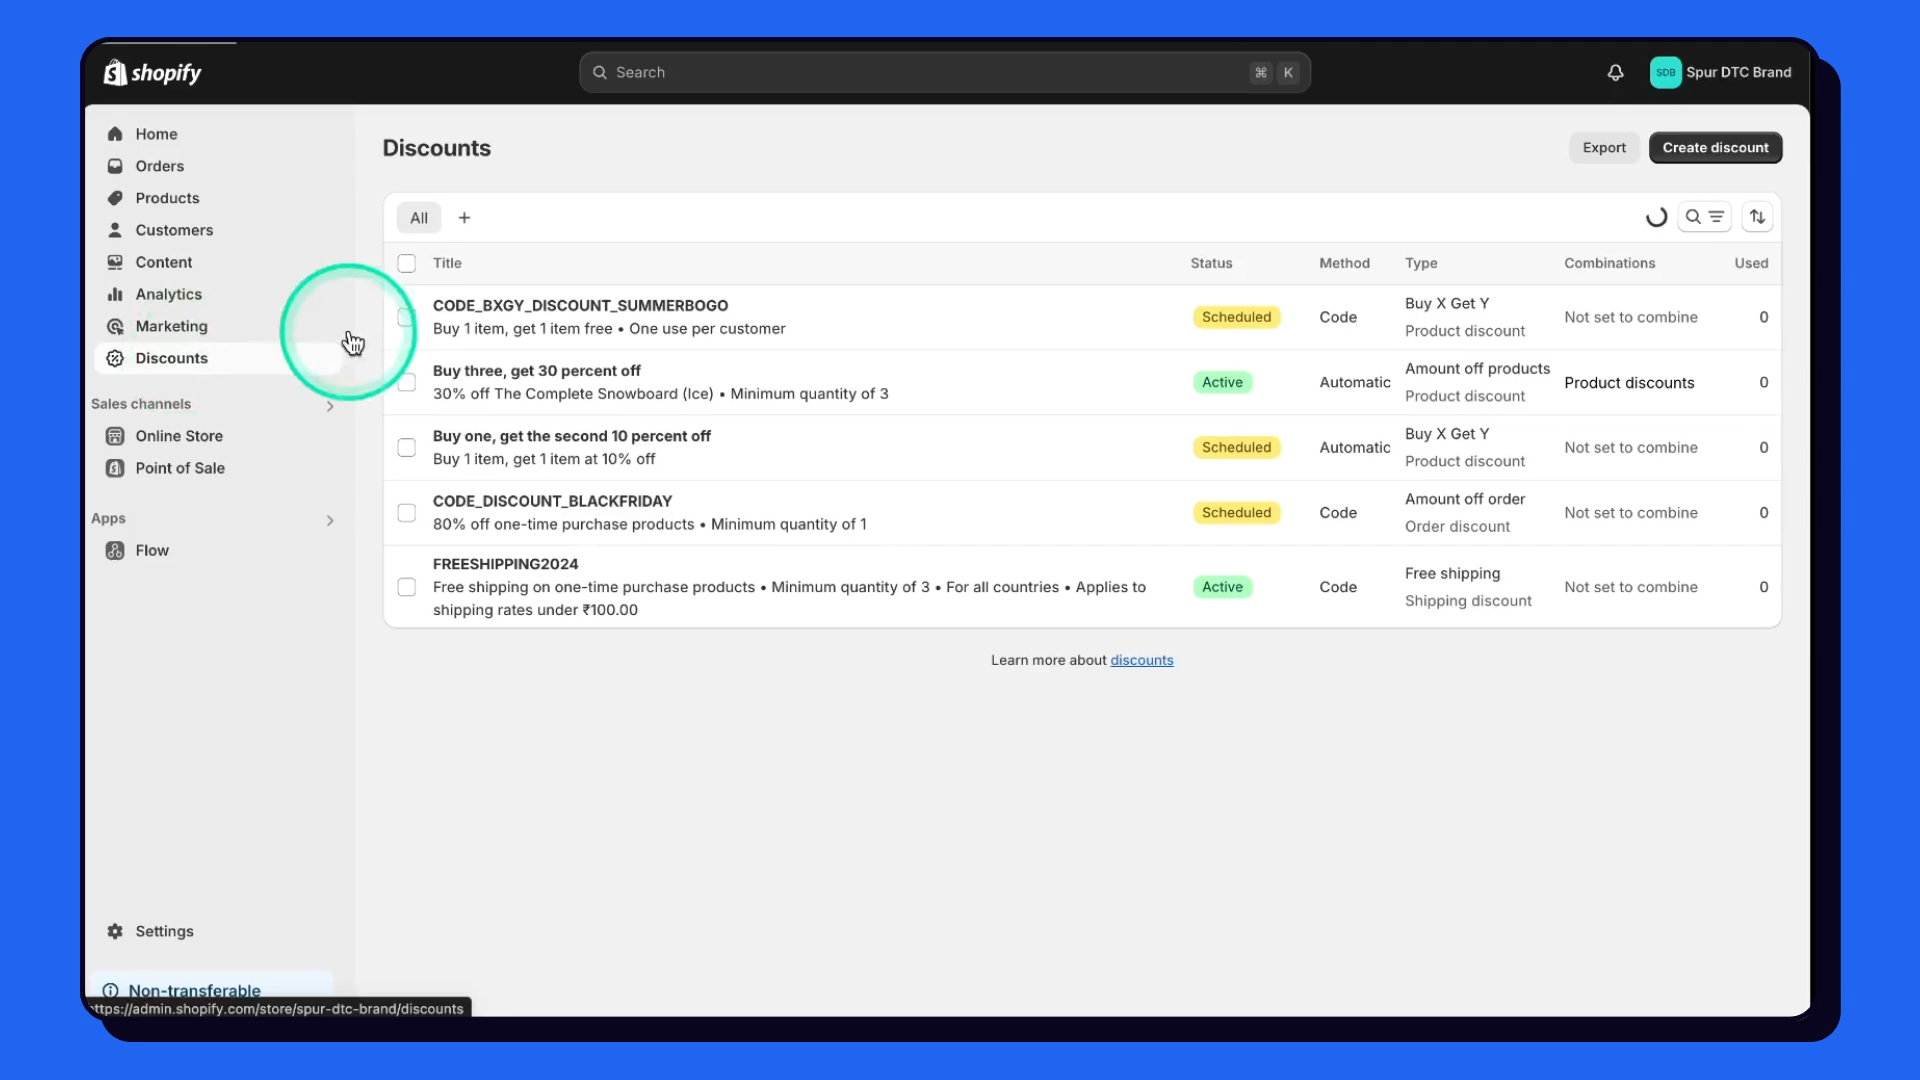 shopify
Search
⌘ K
SDB
Spur DTC Brand
Home
Orders
Products
Customers
Content
Analytics
Marketing
Discounts
Sales channels
Online Store
Point of Sale
Apps
Flow
Settings
Non-transferable
https://admin.shopify.com/store/spur-dtc-brand/discounts
Discounts
Export
Create discount
All +
Title Status Method Type Combinations Used
CODE_BXGY_DISCOUNT_SUMMERBOGO
Buy 1 item, get 1 item free • One use per customer
Scheduled
Code
Buy X Get Y
Product discount
Not set to combine
0
Buy three, get 30 percent off
30% off The Complete Snowboard (Ice) • Minimum quantity of 3
Active
Automatic
Amount off products
Product discount
Product discounts
0
Buy one, get the second 10 percent off
Buy 1 item, get 1 item at 10% off
Scheduled
Automatic
Buy X Get Y
Product discount
Not set to combine
0
CODE_DISCOUNT_BLACKFRIDAY
80% off one-time purchase products • Minimum quantity of 1
Scheduled
Code
Amount off order
Order discount
Not set to combine
0
FREESHIPPING2024
Free shipping on one-time purchase products • Minimum quantity of 3 • For all countries • Applies to
shipping rates under ₹100.00
Active
Code
Free shipping
Shipping discount
Not set to combine
0
Learn more about discounts